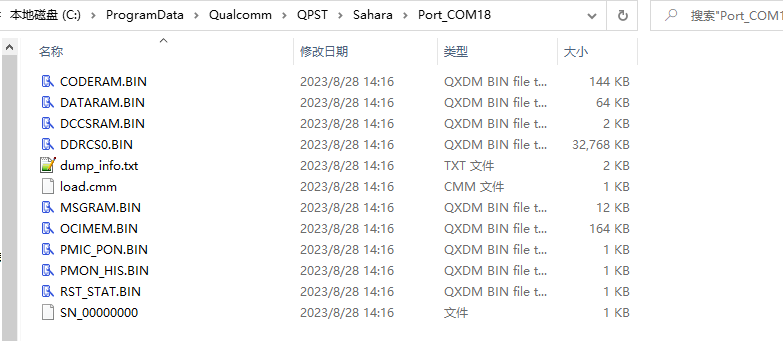 本地磁盘 (C:) > ProgramData > Qualcomm > QPST > Sahara > Port_COM18 搜索"Port_COM1
名称 修改日期 类型 大小
CODERAM.BIN 2023/8/28 14:16 QXDM BIN file t... 144 KB
DATARAM.BIN 2023/8/28 14:16 QXDM BIN file t... 64 KB
DCCSRAM.BIN 2023/8/28 14:16 QXDM BIN file t... 2 KB
DDRCS0.BIN 2023/8/28 14:16 QXDM BIN file t... 32,768 KB
dump_info.txt 2023/8/28 14:16 TXT 文件 2 KB
load.cmm 2023/8/28 14:16 CMM 文件 1 KB
MSGRAM.BIN 2023/8/28 14:16 QXDM BIN file t... 12 KB
OCIMEM.BIN 2023/8/28 14:16 QXDM BIN file t... 164 KB
PMIC_PON.BIN 2023/8/28 14:16 QXDM BIN file t... 1 KB
PMON_HIS.BIN 2023/8/28 14:16 QXDM BIN file t... 1 KB
RST_STAT.BIN 2023/8/28 14:16 QXDM BIN file t... 1 KB
SN_00000000 2023/8/28 14:16 文件 1 KB